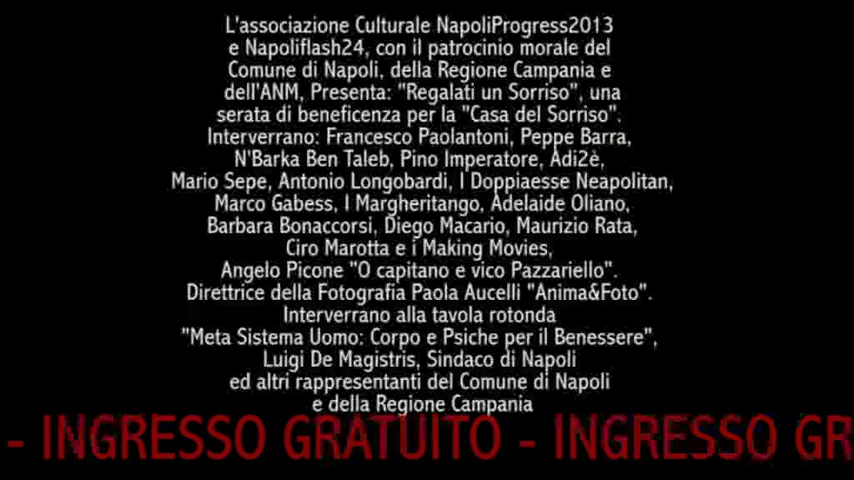 L'associazione Culturale NapoliProgress2013
e Napoliflash24, con il patrocinio morale del
Comune di Napoli, della Regione Campania e
dell'ANM, Presenta: "Regalati un Sorriso", una
serata di beneficenza per la "Casa del Sorriso".
Interverrano: Francesco Paolantoni, Peppe Barra,
N'Barka Ben Taleb, Pino Imperatore, Adi2è,
Mario Sepe, Antonio Longobardi, I Doppiaesse Neapolitan,
Marco Gabess, I Margheritango, Adelaide Oliano,
Barbara Bonaccorsi, Diego Macario, Maurizio Rata,
Ciro Marotta e i Making Movies,
Angelo Picone "O capitano e vico Pazzariello".
Direttrice della Fotografia Paola Aucelli "Anima&Foto".
Interverrano alla tavola rotonda
"Meta Sistema Uomo: Corpo e Psiche per il Benessere",
Luigi De Magistris, Sindaco di Napoli
ed altri rappresentanti del Comune di Napoli
e della Regione Campania
- INGRESSO GRATUITO - INGRESSO GR